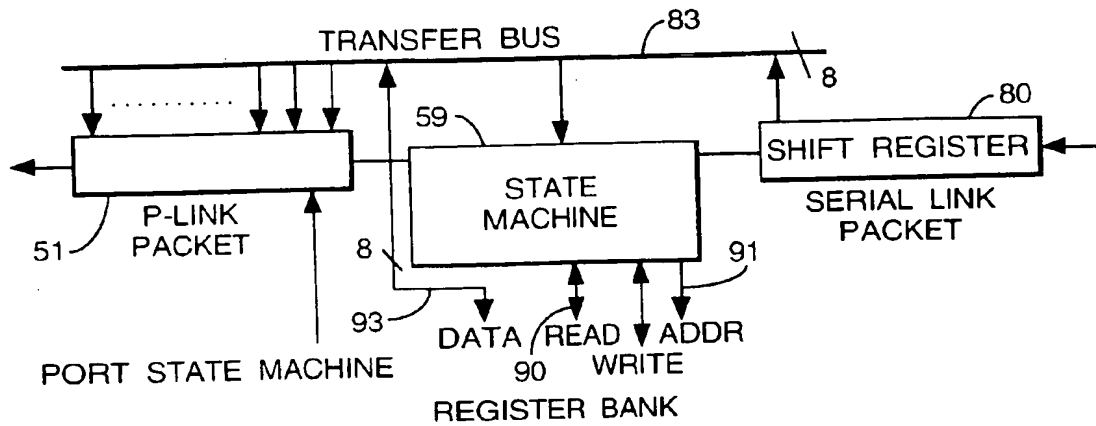 TRANSFER BUS
83
8
80
59
SHIFT REGISTER
STATE
MACHINE
SERIAL LINK
PACKET
P-LINK
PACKET
51
8
91
93
DATA READ ADDR
90 WRITE
PORT STATE MACHINE
REGISTER BANK